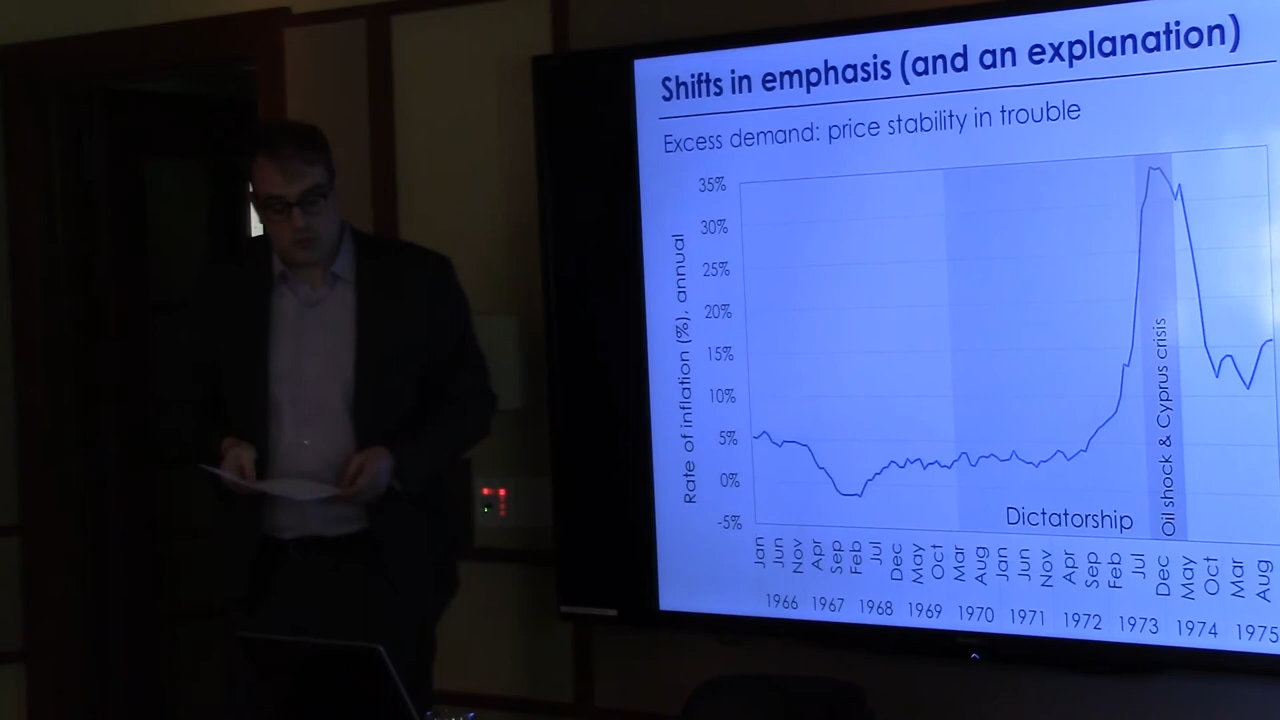 Shifts in emphasis (and an explanation)
Excess demand: price stability in trouble
Rate of inflation (%), annual
35%
30%
25%
20%
15%
10%
5%
0%
-5%
Dictatorship
Oil shock & Cyprus crisis
Jan Jun Nov Apr Sep Feb Jul Dec May Oct Mar Aug Jan Jun Nov Apr Sep Feb Jul Dec May Oct Mar Aug
1966 1967 1968 1969 1970 1971 1972 1973 1974 1975